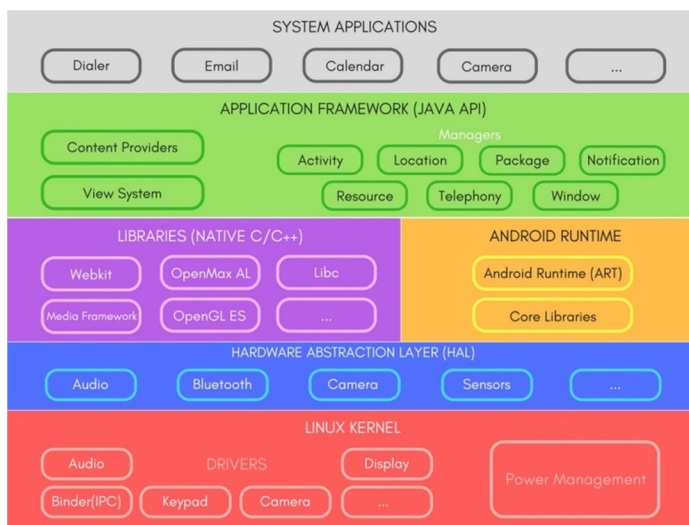 SYSTEM APPLICATIONS
Dialer
Email
Calendar
Camera
...
APPLICATION FRAMEWORK (JAVA API)
Content Providers
View System
Managers
Activity
Location
Package
Notification
Resource
Telephony
Window
LIBRARIES (NATIVE C/C++)
Webkit
OpenMax AL
Libc
Media Framework
OpenGL ES
...
ANDROID RUNTIME
Android Runtime (ART)
Core Libraries
HARDWARE ABSTRACTION LAYER (HAL)
Audio
Bluetooth
Camera
Sensors
...
LINUX KERNEL
Audio
DRIVERS
Display
Binder(IPC)
Keypad
Camera
...
Power Management